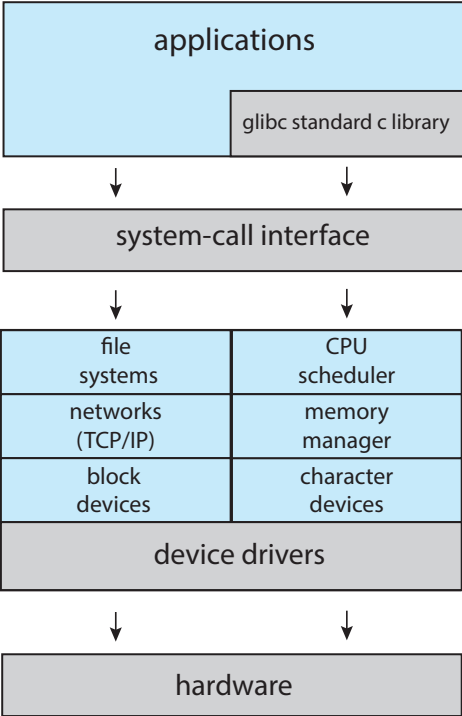 applications
glibc standard c library
system-call interface
file
systems
CPU
scheduler
networks
(TCP/IP)
memory
manager
block
devices
character
devices
device drivers
hardware